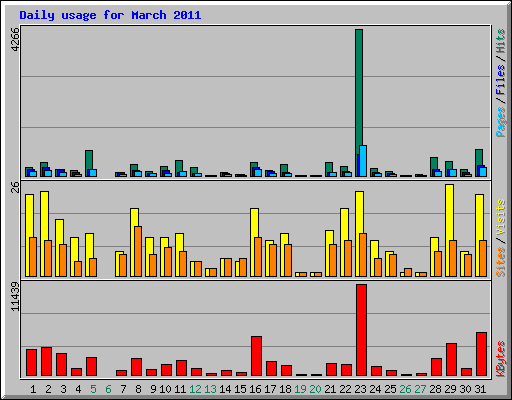 Daily usage for March 2011
4266
Pages / Files / Hits
26
Sites / Visits
11439
KBytes
1 2 3 4 5 6 7 8 9 10 11 12 13 14 15 16 17 18 19 20 21 22 23 24 25 26 27 28 29 30 31